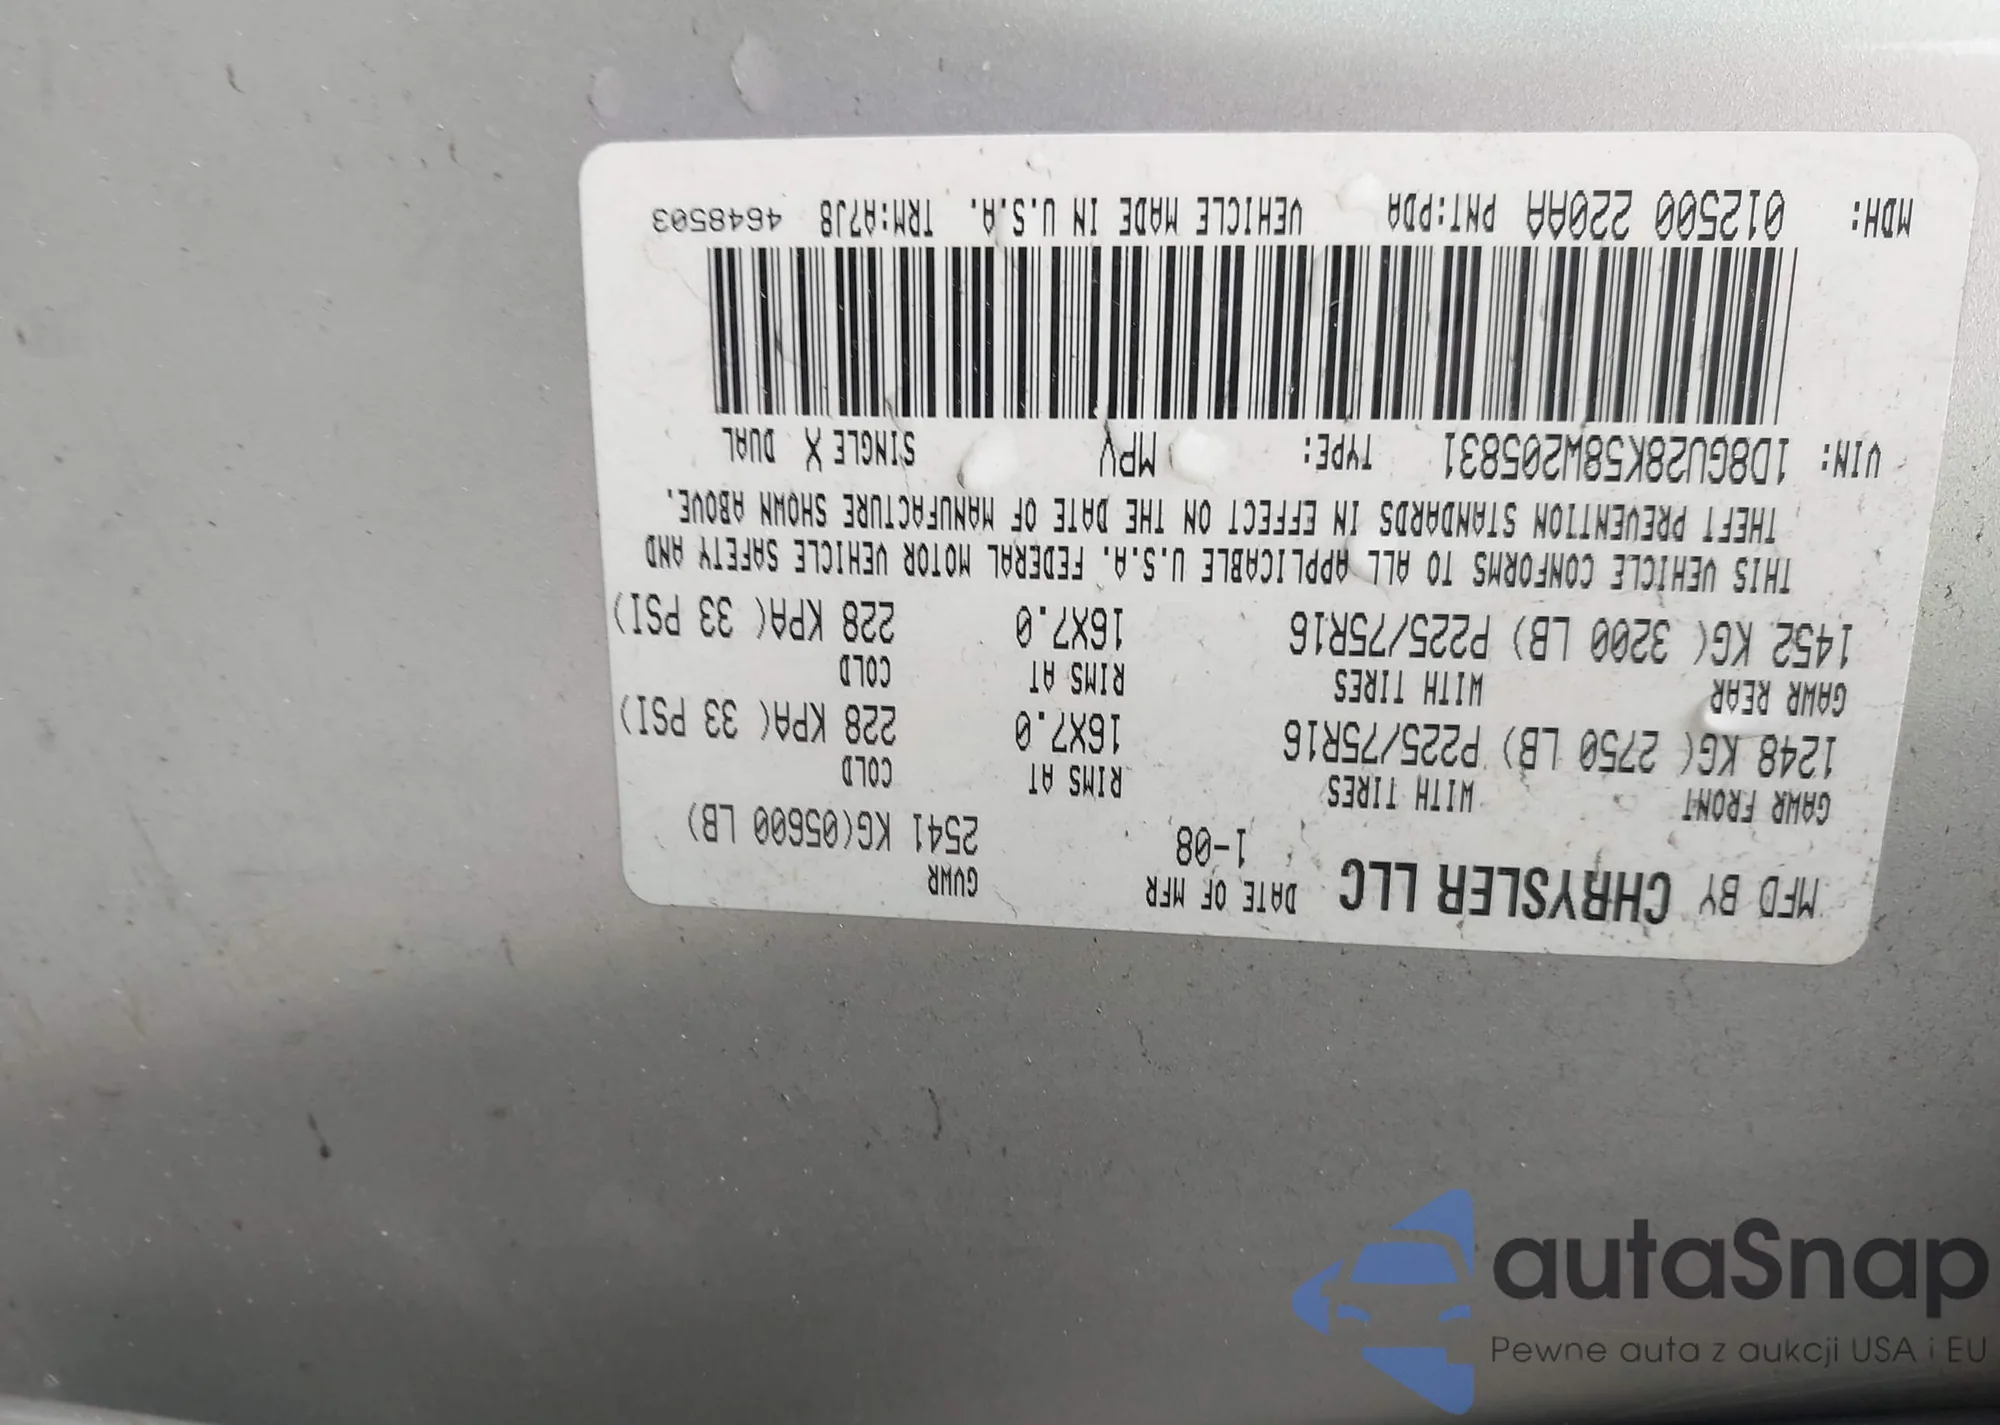 MFD BY CHRYSLER LLC DATE OF MFR 1-08 GVWR 2541 KG(05600 LB)
GAWR FRONT WITH TIRES RIMS AT COLD
1248 KG( 2750 LB) P225/75R16 16X7.0 228 KPA( 33 PSI)
GAWR REAR WITH TIRES RIMS AT COLD
1452 KG( 3200 LB) P225/75R16 16X7.0 228 KPA( 33 PSI)
THIS VEHICLE CONFORMS TO ALL APPLICABLE U.S.A. FEDERAL MOTOR VEHICLE SAFETY AND
THEFT PREVENTION STANDARDS IN EFFECT ON THE DATE OF MANUFACTURE SHOWN ABOVE.
VIN: 1D8GU28K58W205831 TYPE: MPV SINGLE X DUAL
MDH: 012500 220AA PNT:PDA VEHICLE MADE IN U.S.A. TRM:A7J8 4648503
autaSnap
Pewne auta z aukcji USA i EU